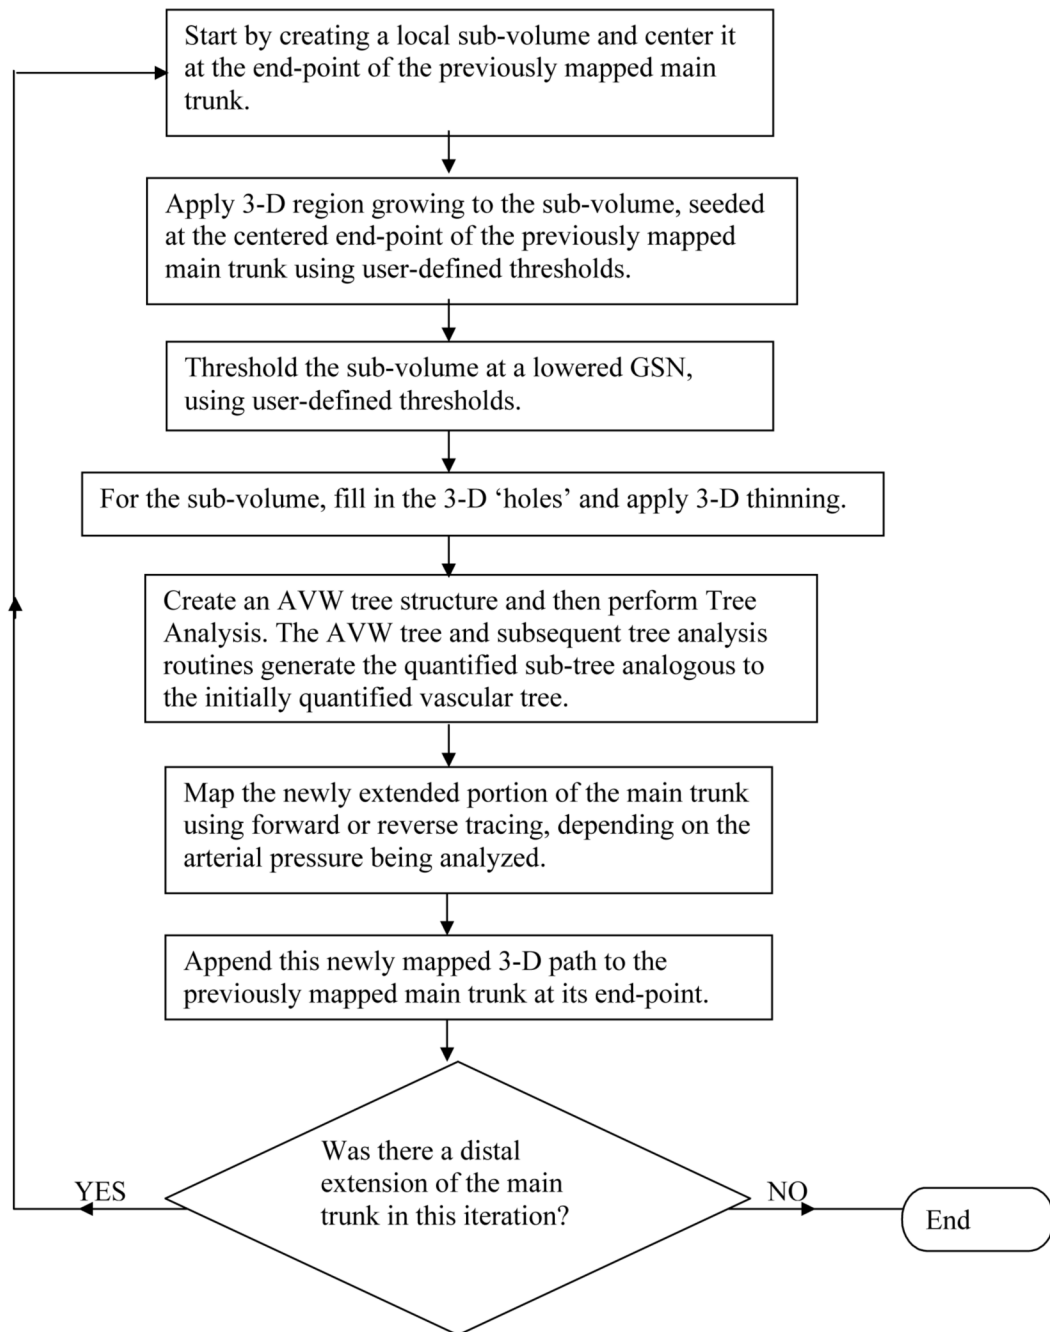 Start by creating a local sub-volume and center it
at the end-point of the previously mapped main
trunk.
Apply 3-D region growing to the sub-volume, seeded
at the centered end-point of the previously mapped
main trunk using user-defined thresholds.
Threshold the sub-volume at a lowered GSN,
using user-defined thresholds.
For the sub-volume, fill in the 3-D ‘holes’ and apply 3-D thinning.
Create an AVW tree structure and then perform Tree
Analysis. The AVW tree and subsequent tree analysis
routines generate the quantified sub-tree analogous to
the initially quantified vascular tree.
Map the newly extended portion of the main trunk
using forward or reverse tracing, depending on the
arterial pressure being analyzed.
Append this newly mapped 3-D path to the
previously mapped main trunk at its end-point.
Was there a distal
extension of the main
trunk in this iteration?
YES
NO
End